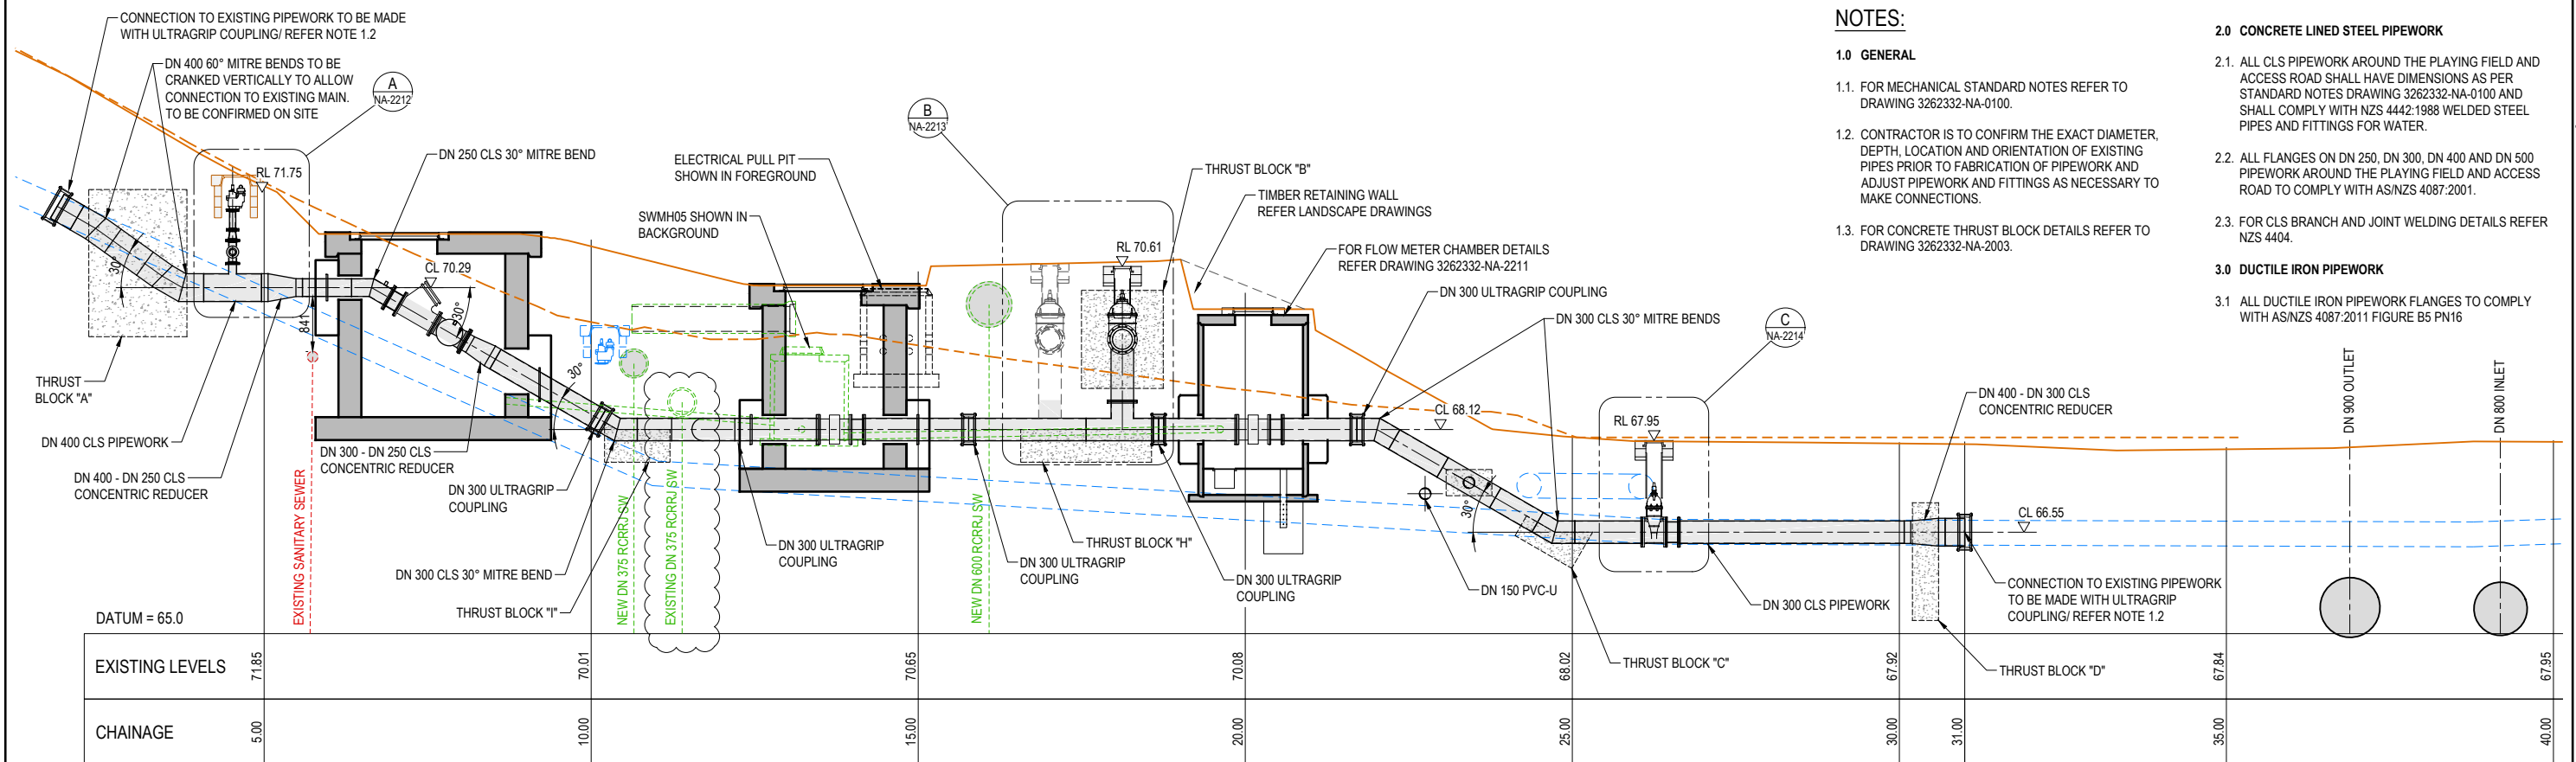 CONNECTION TO EXISTING PIPEWORK TO BE MADE
WITH ULTRAGRIP COUPLING/ REFER NOTE 1.2
DN 400 60° MITRE BENDS TO BE
CRANKED VERTICALLY TO ALLOW
CONNECTION TO EXISTING MAIN.
TO BE CONFIRMED ON SITE
A
NA-2212
RL 71.75
DN 250 CLS 30° MITRE BEND
CL 70.29
30°
841
30°
30°
THRUST
BLOCK "A"
DN 400 CLS PIPEWORK
DN 400 - DN 250 CLS
CONCENTRIC REDUCER
EXISTING SANITARY SEWER
DN 300 - DN 250 CLS
CONCENTRIC REDUCER
DN 300 ULTRAGRIP
COUPLING
DN 300 CLS 30° MITRE BEND
THRUST BLOCK "I"
NEW DN 375 RCRRJ SW
EXISTING DN 375 RCRRJ SW
ELECTRICAL PULL PIT
SHOWN IN FOREGROUND
SWMH05 SHOWN IN
BACKGROUND
DN 300 ULTRAGRIP
COUPLING
NEW DN 600 RCRRJ SW
B
NA-2213
RL 70.61
THRUST BLOCK "B"
TIMBER RETAINING WALL
REFER LANDSCAPE DRAWINGS
FOR FLOW METER CHAMBER DETAILS
REFER DRAWING 3262332-NA-2211
DN 300 ULTRAGRIP COUPLING
DN 300 CLS 30° MITRE BENDS
CL 68.12
THRUST BLOCK "H"
DN 300 ULTRAGRIP
COUPLING
DN 300 ULTRAGRIP
COUPLING
30°
DN 150 PVC-U
C
NA-2214
RL 67.95
DN 400 - DN 300 CLS
CONCENTRIC REDUCER
CL 66.55
CONNECTION TO EXISTING PIPEWORK
TO BE MADE WITH ULTRAGRIP
COUPLING/ REFER NOTE 1.2
DN 300 CLS PIPEWORK
THRUST BLOCK "C"
THRUST BLOCK "D"
DN 900 OUTLET
DN 800 INLET
NOTES:
1.0 GENERAL
1.1. FOR MECHANICAL STANDARD NOTES REFER TO
DRAWING 3262332-NA-0100.
1.2. CONTRACTOR IS TO CONFIRM THE EXACT DIAMETER,
DEPTH, LOCATION AND ORIENTATION OF EXISTING
PIPES PRIOR TO FABRICATION OF PIPEWORK AND
ADJUST PIPEWORK AND FITTINGS AS NECESSARY TO
MAKE CONNECTIONS.
1.3. FOR CONCRETE THRUST BLOCK DETAILS REFER TO
DRAWING 3262332-NA-2003.
2.0 CONCRETE LINED STEEL PIPEWORK
2.1. ALL CLS PIPEWORK AROUND THE PLAYING FIELD AND
ACCESS ROAD SHALL HAVE DIMENSIONS AS PER
STANDARD NOTES DRAWING 3262332-NA-0100 AND
SHALL COMPLY WITH NZS 4442:1988 WELDED STEEL
PIPES AND FITTINGS FOR WATER.
2.2. ALL FLANGES ON DN 250, DN 300, DN 400 AND DN 500
PIPEWORK AROUND THE PLAYING FIELD AND ACCESS
ROAD TO COMPLY WITH AS/NZS 4087:2001.
2.3. FOR CLS BRANCH AND JOINT WELDING DETAILS REFER
NZS 4404.
3.0 DUCTILE IRON PIPEWORK
3.1 ALL DUCTILE IRON PIPEWORK FLANGES TO COMPLY
WITH AS/NZS 4087:2011 FIGURE B5 PN16
DATUM = 65.0
EXISTING LEVELS 71.85 70.01 70.65 70.08 68.02 67.92 67.84 67.95
CHAINAGE 5.00 10.00 15.00 20.00 25.00 30.00 31.00 35.00 40.00